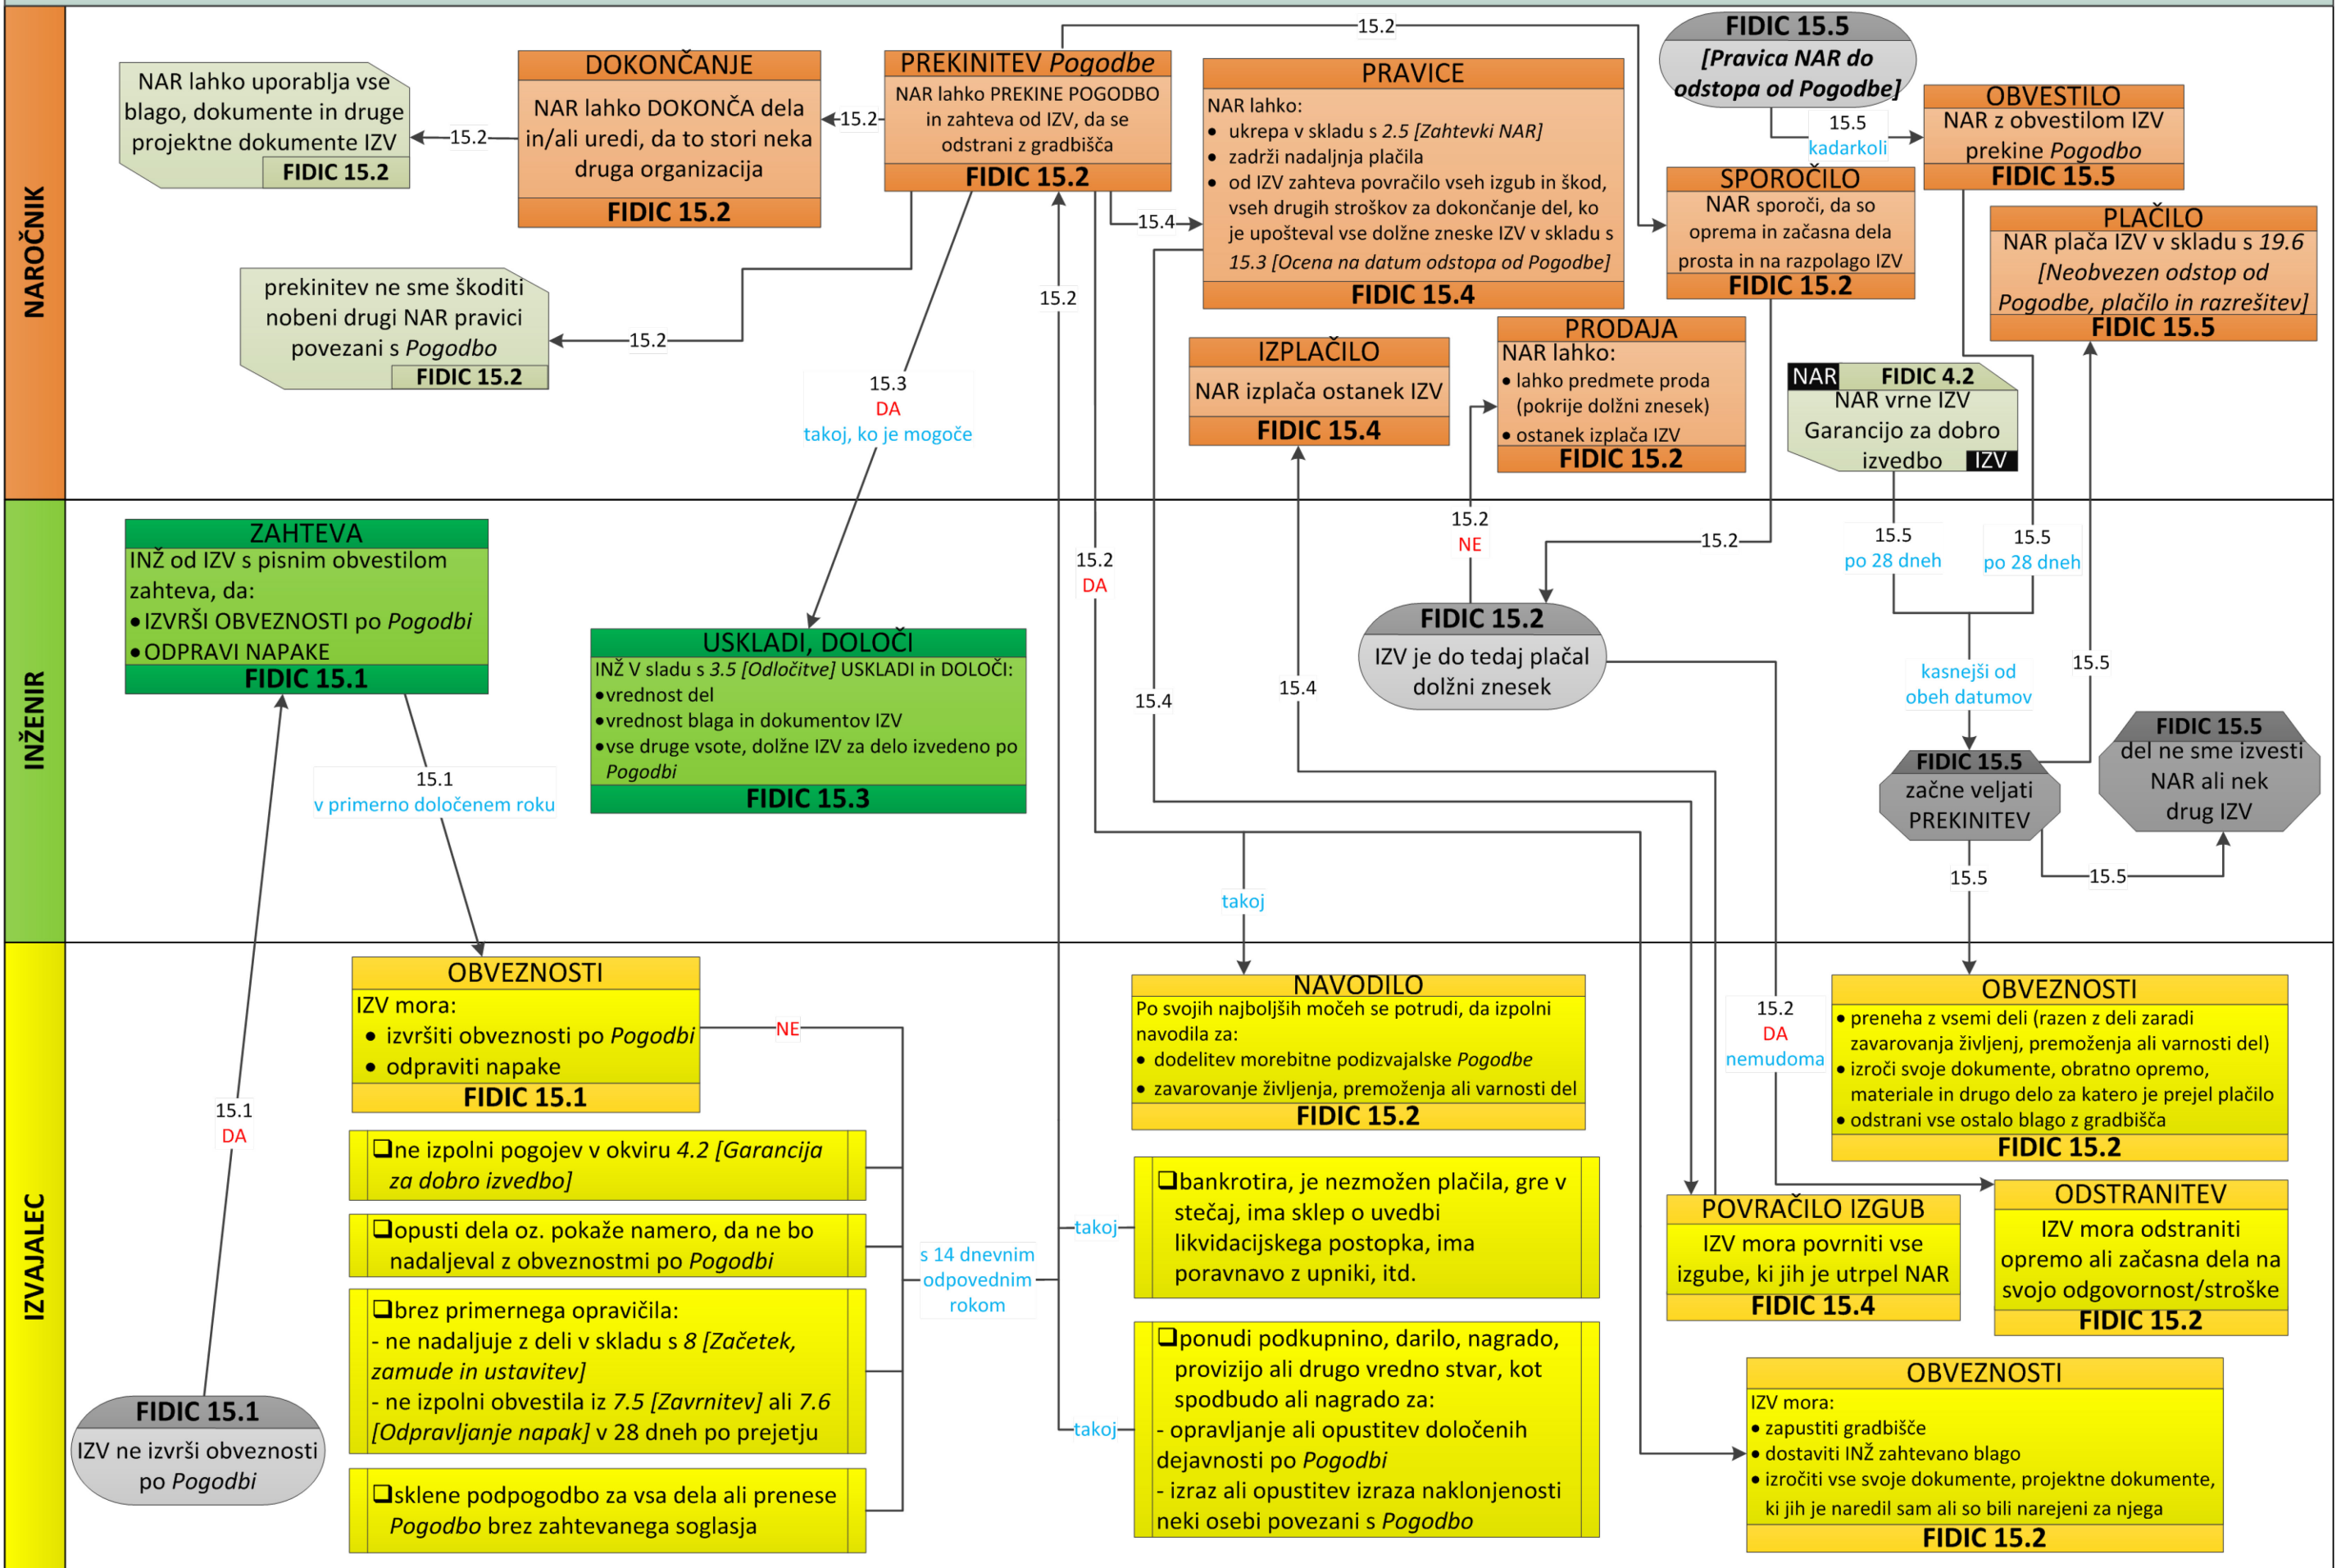 NAROČNIK
NAR lahko uporablja vse
blago, dokumente in druge
projektne dokumente IZV
FIDIC 15.2
15.2
DOKONČANJE
NAR lahko DOKONČA dela
in/ali uredi, da to stori neka
druga organizacija
FIDIC 15.2
15.2
PREKINITEV Pogodbe
NAR lahko PREKINE POGODBO
in zahteva od IZV, da se
odstrani z gradbišča
FIDIC 15.2
15.2
15.4
PRAVICE
NAR lahko:
• ukrepa v skladu s 2.5 [Zahtevki NAR]
• zadrži nadaljnja plačila
• od IZV zahteva povračilo vseh izgub in škod,
vseh drugih stroškov za dokončanje del, ko
je upošteval vse dolžne zneske IZV v skladu s
15.3 [Ocena na datum odstopa od Pogodbe]
FIDIC 15.4
FIDIC 15.5
[Pravica NAR do
odstopa od Pogodbe]
15.5
kadarkoli
OBVESTILO
NAR z obvestilom IZV
prekine Pogodbo
FIDIC 15.5
SPOROČILO
NAR sporoči, da so
oprema in začasna dela
prosta in na razpolago IZV
FIDIC 15.2
PLAČILO
NAR plača IZV v skladu s 19.6
[Neobvezen odstop od
Pogodbe, plačilo in razrešitev]
FIDIC 15.5
prekinitev ne sme škoditi
nobeni drugi NAR pravici
povezani s Pogodbo
FIDIC 15.2
15.2
15.3
DA
takoj, ko je mogoče
15.2
IZPLAČILO
NAR izplača ostanek IZV
FIDIC 15.4
PRODAJA
NAR lahko:
• lahko predmete proda
(pokrije dolžni znesek)
• ostanek izplača IZV
FIDIC 15.2
NAR FIDIC 4.2
NAR vrne IZV
Garancijo za dobro
izvedbo IZV
INŽENIR
ZAHTEVA
INŽ od IZV s pisnim obvestilom
zahteva, da:
• IZVRŠI OBVEZNOSTI po Pogodbi
• ODPRAVI NAPAKE
FIDIC 15.1
15.1
v primerno določenem roku
USKLADI, DOLOČI
INŽ V sladu s 3.5 [Odločitve] USKLADI in DOLOČI:
• vrednost del
• vrednost blaga in dokumentov IZV
• vse druge vsote, dolžne IZV za delo izvedeno po
Pogodbi
FIDIC 15.3
15.2
DA
15.4
15.4
15.2
NE
15.2
FIDIC 15.2
IZV je do tedaj plačal
dolžni znesek
15.5
po 28 dneh
15.5
po 28 dneh
kasnejši od
obeh datumov
15.5
FIDIC 15.5
začne veljati
PREKINITEV
FIDIC 15.5
del ne sme izvesti
NAR ali nek
drug IZV
15.5
15.5
takoj
IZVAJALEC
15.1
DA
FIDIC 15.1
IZV ne izvrši obveznosti
po Pogodbi
OBVEZNOSTI
IZV mora:
• izvršiti obveznosti po Pogodbi
• odpraviti napake
FIDIC 15.1
NE
❑ne izpolni pogojev v okviru 4.2 [Garancija
za dobro izvedbo]
❑opusti dela oz. pokaže namero, da ne bo
nadaljeval z obveznostmi po Pogodbi
❑brez primernega opravičila:
- ne nadaljuje z deli v skladu s 8 [Začetek,
zamude in ustavitev]
- ne izpolni obvestila iz 7.5 [Zavrnitev] ali 7.6
[Odpravljanje napak] v 28 dneh po prejetju
❑sklene podpogodbo za vsa dela ali prenese
Pogodbo brez zahtevanega soglasja
s 14 dnevnim
odpovednim
rokom
takoj
takoj
NAVODILO
Po svojih najboljših močeh se potrudi, da izpolni
navodila za:
• dodelitev morebitne podizvajalske Pogodbe
• zavarovanje življenja, premoženja ali varnosti del
FIDIC 15.2
❑bankrotira, je nezmožen plačila, gre v
stečaj, ima sklep o uvedbi
likvidacijskega postopka, ima
poravnavo z upniki, itd.
❑ponudi podkupnino, darilo, nagrado,
provizijo ali drugo vredno stvar, kot
spodbudo ali nagrado za:
- opravljanje ali opustitev določenih
dejavnosti po Pogodbi
- izraz ali opustitev izraza naklonjenosti
neki osebi povezani s Pogodbo
15.2
DA
nemudoma
OBVEZNOSTI
• preneha z vsemi deli (razen z deli zaradi
zavarovanja življenj, premoženja ali varnosti del)
• izroči svoje dokumente, obratno opremo,
materiale in drugo delo za katero je prejel plačilo
• odstrani vse ostalo blago z gradbišča
FIDIC 15.2
POVRAČILO IZGUB
IZV mora povrniti vse
izgube, ki jih je utrpel NAR
FIDIC 15.4
ODSTRANITEV
IZV mora odstraniti
opremo ali začasna dela na
svojo odgovornost/stroške
FIDIC 15.2
OBVEZNOSTI
IZV mora:
• zapustiti gradbišče
• dostaviti INŽ zahtevano blago
• izročiti vse svoje dokumente, projektne dokumente,
ki jih je naredil sam ali so bili narejeni za njega
FIDIC 15.2